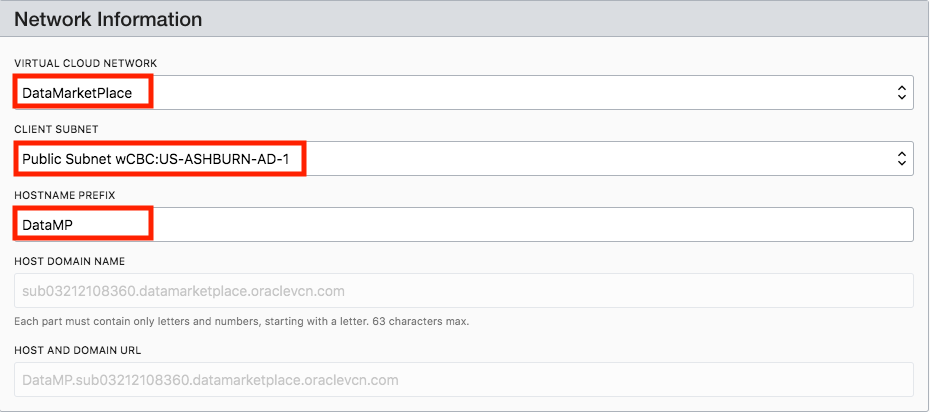 Network Information
VIRTUAL CLOUD NETWORK
DataMarketPlace
CLIENT SUBNET
Public Subnet wCBC:US-ASHBURN-AD-1
HOSTNAME PREFIX
DataMP
HOST DOMAIN NAME
sub03212108360.datamarketplace.oraclevcn.com
Each part must contain only letters and numbers, starting with a letter. 63 characters max.
HOST AND DOMAIN URL
DataMP.sub03212108360.datamarketplace.oraclevcn.com